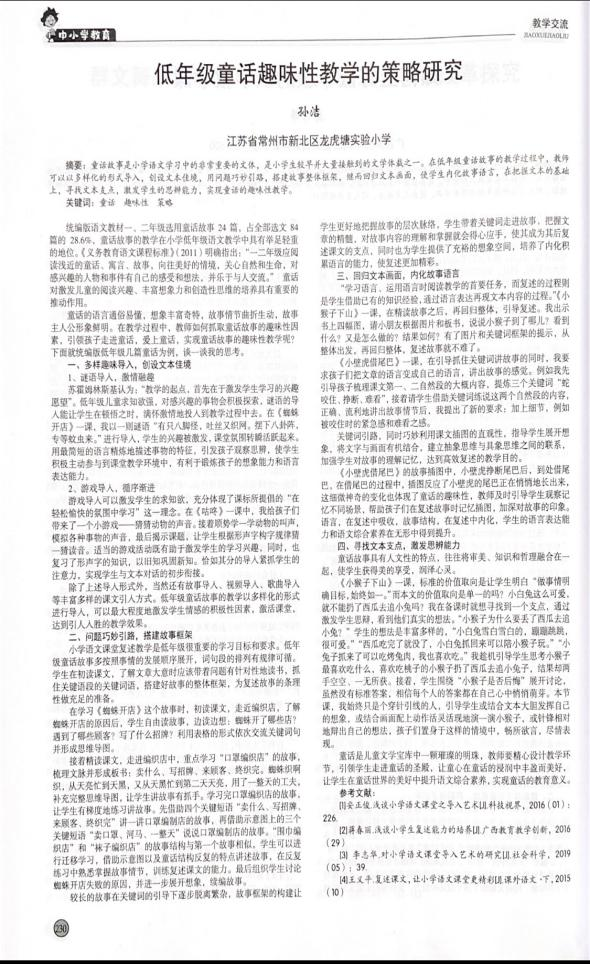 中小学教育
教学交流
JIAOXUEJIAOLIU
低年级童话趣味性教学的策略研究
孙洁
江苏省常州市新北区龙虎塘实验小学
摘要：童话故事是小学语文学习中的非常重要的文体，是小学生较早并大量接触到的文学体裁之一。在低年级童话故事的教学过程中，教师
可以以多样化的形式导入，创设文本佳境，用问题巧妙引路，搭建故事整体框架，继而回归文本画面，使学生内化故事语言，在把握文本的基础
上，寻找文本支点，激发学生的思辨能力，实现童话的趣味性教学。
关键词：童话 趣味性 策略
统编版语文教材一、二年级选用童话故事 24 篇，占全部选文 84
篇的 28.6%，童话故事的教学在小学低年级语文教学中具有举足轻重
的地位。《义务教育语文课程标准》（2011）明确指出：“一二年级应阅
读浅近的童话、寓言、故事，向往美好的情境，关心自然和生命，对
感兴趣的人物和事件有自己的感受和想法，并乐于与人交流。” 童话
对激发儿童的阅读兴趣、丰富想象力和创造性思维的培养具有重要的
推动作用。
童话的语言通俗易懂，想象丰富奇特，故事情节曲折生动，故事
主人公形象鲜明。在教学过程中，教师如何抓取童话故事的趣味性因
素，引领孩子走进童话，爱上童话，实现童话故事的趣味性教学呢？
下面就统编版低年级几篇童话为例，谈一谈我的思考。
一、多样趣味导入，创设文本佳境
1、谜语导入，激情融趣
苏霍姆林斯基认为：“教学的起点，首先在于激发学生学习的兴趣
愿望”。低年级儿童求知欲强，对感兴趣的事物会积极探索，谜语的导
入能让学生在顿悟之时，满怀激情地投入到教学过程中去。在《蜘蛛
开店》一课，我以一则谜语“有只八脚怪，吐丝又织网。摆下八卦阵，
专等蚊虫来。”进行导入，学生的兴趣被激发，课堂氛围转瞬活跃起来。
用最简短的语言精炼地描述事物的特征，引发孩子观察思辨，使学生
积极主动参与到课堂教学环境中，有利于锻炼孩子的想象能力和语言
表达能力。
2、游戏导入，循序渐进
游戏导入可以激发学生的求知欲，充分体现了课标所提倡的“在
轻松愉快的氛围中学习”这一理念。在《咕咚》一课中，我给孩子们
带来了一个小游戏——猜猜动物的声音。接着顺势学一学动物的叫声，
模拟各种事物的声音，最后揭示课题，让学生根据形声字构字规律猜
一猜读音。适当的游戏活动既有助于激发学生的学习兴趣，同时，也
复习了形声字的知识，以旧知巩固新知。恰如其分的导入紧抓学生的
注意力，实现学生与文本对话的初步衔接。
除了上述导入形式外，当然还有故事导入、视频导入、歌曲导入
等丰富多样的课文引入方式。低年级童话故事的教学以多样化的形式
进行导入，可以最大程度地激发学生情感的积极性因素，激活课堂，
达到引人入胜的教学效果。
二、问题巧妙引路，搭建故事框架
小学语文课堂复述教学是低年级很重要的学习目标和要求。低年
级童话故事多按照事情的发展顺序展开，词句段的排列有规律可循。
学生在初读课文，了解文章大意时应该带着问题有针对性地读书，抓
住关键语段的关键词语，搭建好故事的整体框架，为复述故事的条理
性做充足的准备。
在学习《蜘蛛开店》这个故事时，初读课文，走近编织店，了解
蜘蛛开店的原因后，学生自由读故事，边读边想：蜘蛛开了哪些店？
遇到了哪些顾客？写了什么招牌？利用表格的形式依次交流关键词句
并形成思维导图。
接着精读课文，走进编织店中，重点学习“口罩编织店”的故事，
梳理文脉并形成板书：卖什么、写招牌、来顾客、终织完。蜘蛛织啊
织，从天亮忙到天黑，又从天黑忙到第二天天亮，用了一整天的工夫，
补充完整思维导图，让学生讲故事有抓手。学习完口罩编织店的故事，
让学生有梯度地练习讲故事。先借助四个关键短语“卖什么、写招牌、
来顾客、终织完”讲一讲口罩编织店的故事，再借助示意图上的三个
关键短语“卖口罩、河马、一整天”说说口罩编织店的故事。“围巾编
织店”和“袜子编织店”的故事结构与第一个故事相似，学生可以进
行迁移学习，借助示意图以及童话结构反复的特点讲述故事，在反复
练习中熟悉掌握故事情节，训练复述课文的能力。最后组织学生讨论
蜘蛛开店失败的原因，并进一步展开想象，续编故事。
较长的故事在关键词的引导下逐步脱离繁杂，故事框架的构建让
学生更好地把握故事的层次脉络，学生带着关键词走进故事，把握文
章的精髓，对故事内容的理解和掌握就会得心应手，使其成为其后复
述课文的支点，同时也为学生提供了充裕的想象空间，培养了内化积
累语言的能力，使复述更加精彩。
三、回归文本画面，内化故事语言
“学习语言、运用语言时阅读教学的首要任务，而复述的过程则
是学生借助已有的知识经验，通过语言表达再现文本内容的过程。”《小
猴子下山》一课，在精读故事之后，再回归整体，引导复述。我出示
书上四幅图，请小朋友根据图片和板书，说说小猴子到了哪儿？看到
什么？又是怎么做的？结果如何？有了图片和关键词框架的提示，从
整体出发，再回归整体，复述故事就不难了。
《小壁虎借尾巴》一课，在引导抓住关键词讲故事的同时，我要
求孩子们把文章的语言变成自己的语言，讲出故事的感觉。例如我先
引导孩子梳理课文第一、二自然段的大概内容，提炼三个关键词“蛇
咬住、挣断、难看”，接着请学生借助关键词练说这两个自然段的内容，
正确、流利地讲出故事情节后，我提出了新的要求：加上细节，例如
被咬住时的紧急感和难看之感。
关键词引路，同时巧妙利用课文插图的直观性，指导学生展开想
象，将文字与画面有机结合，建立抽象思维与具象思维之间的联系，
加强学生对故事的理解记忆，达到高效复述的教学目的。
《小壁虎借尾巴》的故事插图中，小壁虎挣断尾巴后，到处借尾
巴，在借尾巴的过程中，插图反应了小壁虎的尾巴正在悄悄地长出来，
这细微神奇的变化也体现了童话的趣味性，教师及时引导学生观察记
忆不同场景，帮助孩子们在复述故事时记忆插图，加深对故事的印象。
语言，在复述中吸收，故事结构，在复述中内化，学生的语言表达能
力和语文综合素养在无形中得到提升。
四、寻找文本支点，激发思辨能力
童话故事具有人文性的特点，往往将审美、知识和哲理融合在一
起，使学生获得美的享受，润泽心灵。
《小猴子下山》一课，标准的价值取向是让学生明白“做事情明
确目标，始终如一。”而本文的价值取向是单一的吗？小白兔这么可爱，
就不能扔了西瓜去追小兔吗？我在备课时就想寻找到一个支点，通过
激发学生思辨，看到他们真实的想法，“小猴子为什么要丢了西瓜去追
小兔？”学生的想法是丰富多样的，“小白兔雪白雪白的，蹦蹦跳跳，
很可爱。”“西瓜吃完了就没了，小白兔抓回来可以陪小猴子玩。”“小
兔子抓来了可以吃烤兔肉，我也喜欢吃。”我趁机引导学生思考小猴子
最喜欢吃什么，喜欢吃桃子的小猴子扔了西瓜去追小兔子，结果却两
手空空、一无所获。接着，学生围绕“小猴子是否后悔”展开讨论，
虽然没有标准答案，相信每个人的答案都在自己心中悄悄萌芽。本节
课，我始终只是个穿针引线的人，引导学生或结合文本大胆发挥自己
的想象，或结合画面配上动作活灵活现地演一演小猴子，或针锋相对
地辩出自己的想法，孩子们置身于这样的情境中，畅所欲言，尽情表
现。
童话是儿童文学宝库中一颗璀璨的明珠，教师要精心设计教学环
节，引领学生走进童话的圣殿，让童心在童话的浸润中丰盈而美好，
让学生在童话世界的美好中提升语文综合素养，实现童话的教育意义。
参考文献：
[1]安正俊.浅谈小学语文课堂之导入艺术[J].科技视界，2016（01）：
226.
[2]蒋春丽.浅谈学生复述能力的培养[J].广西教育教学创新，2016
（29）
[3] 李志华.对小学语文课堂导入艺术的研究[J].社会科学，2019
（05）；39.
[4]王义平.复述课文，让小学语文课堂更精彩[J].课外语文·下，2015
（10）
230